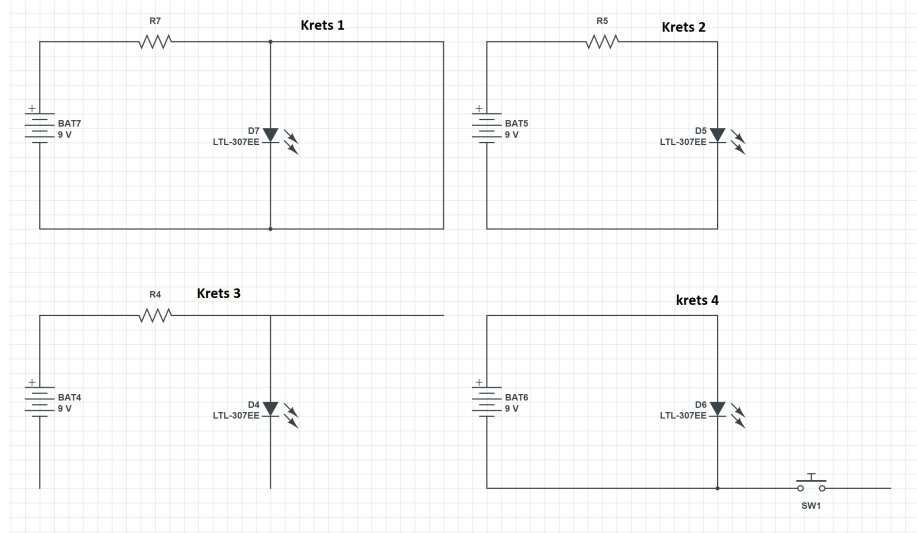 R7
Krets 1
+
BAT7
9 V
D7
LTL-307EE
R5
Krets 2
+
BAT5
9 V
D5
LTL-307EE
R4
Krets 3
+
BAT4
9 V
D4
LTL-307EE
krets 4
+
BAT6
9 V
D6
LTL-307EE
SW1